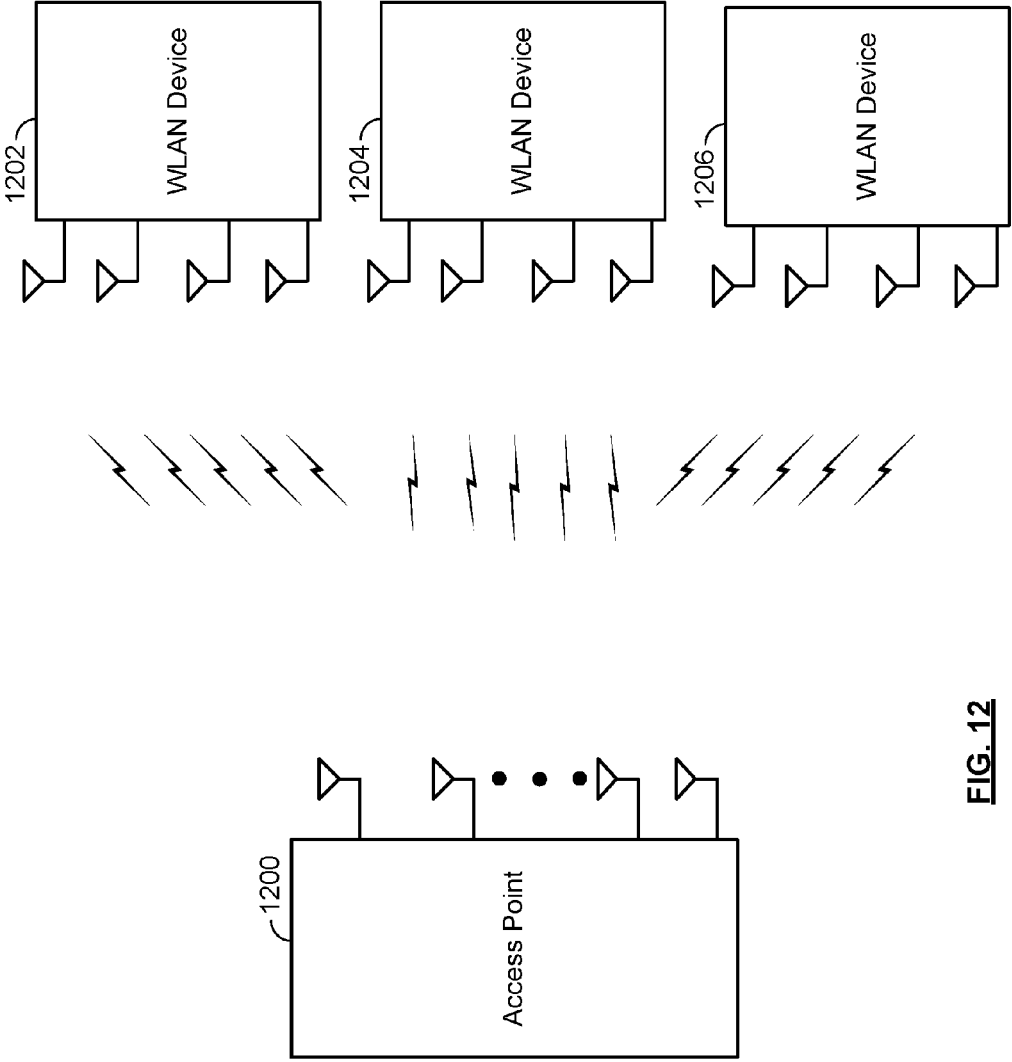 1200
Access Point
1202
WLAN Device
1204
WLAN Device
1206
WLAN Device
FIG. 12